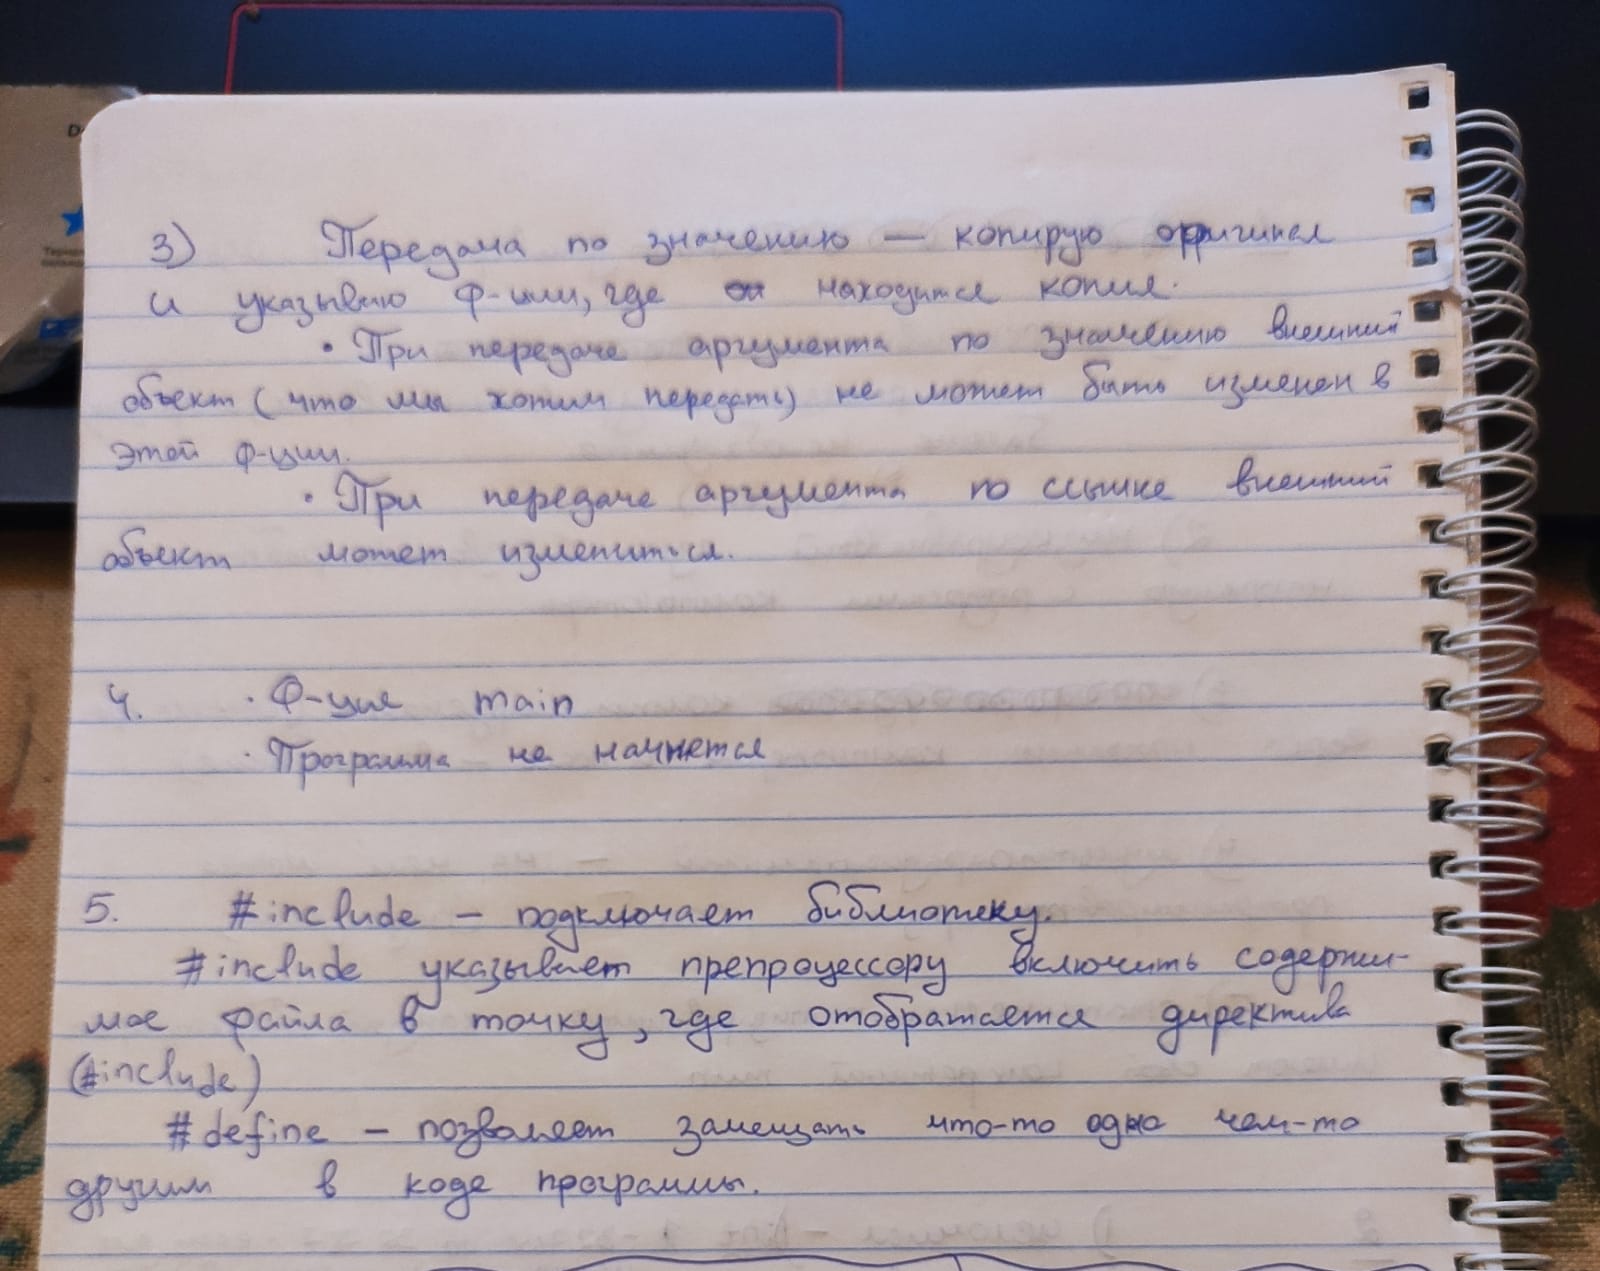 3) Передача по значению — копирую оригинал
и указываю ф-ции, где находится копия.
• При передаче аргумента по значению внешний
объект (что мы хотим передать) не может быть изменен в
этой ф-ции.
• При передаче аргумента по ссылке внешний
объект может измениться.
4. • Ф-ция main
• Программа не начнется
5. #include — подключает библиотеку.
#include указывает препроцессору включить содержи-
мое файла в точку, где отображается директива
(#include)
#define — позволяет замещать что-то одно чем-то
другим в коде программы.